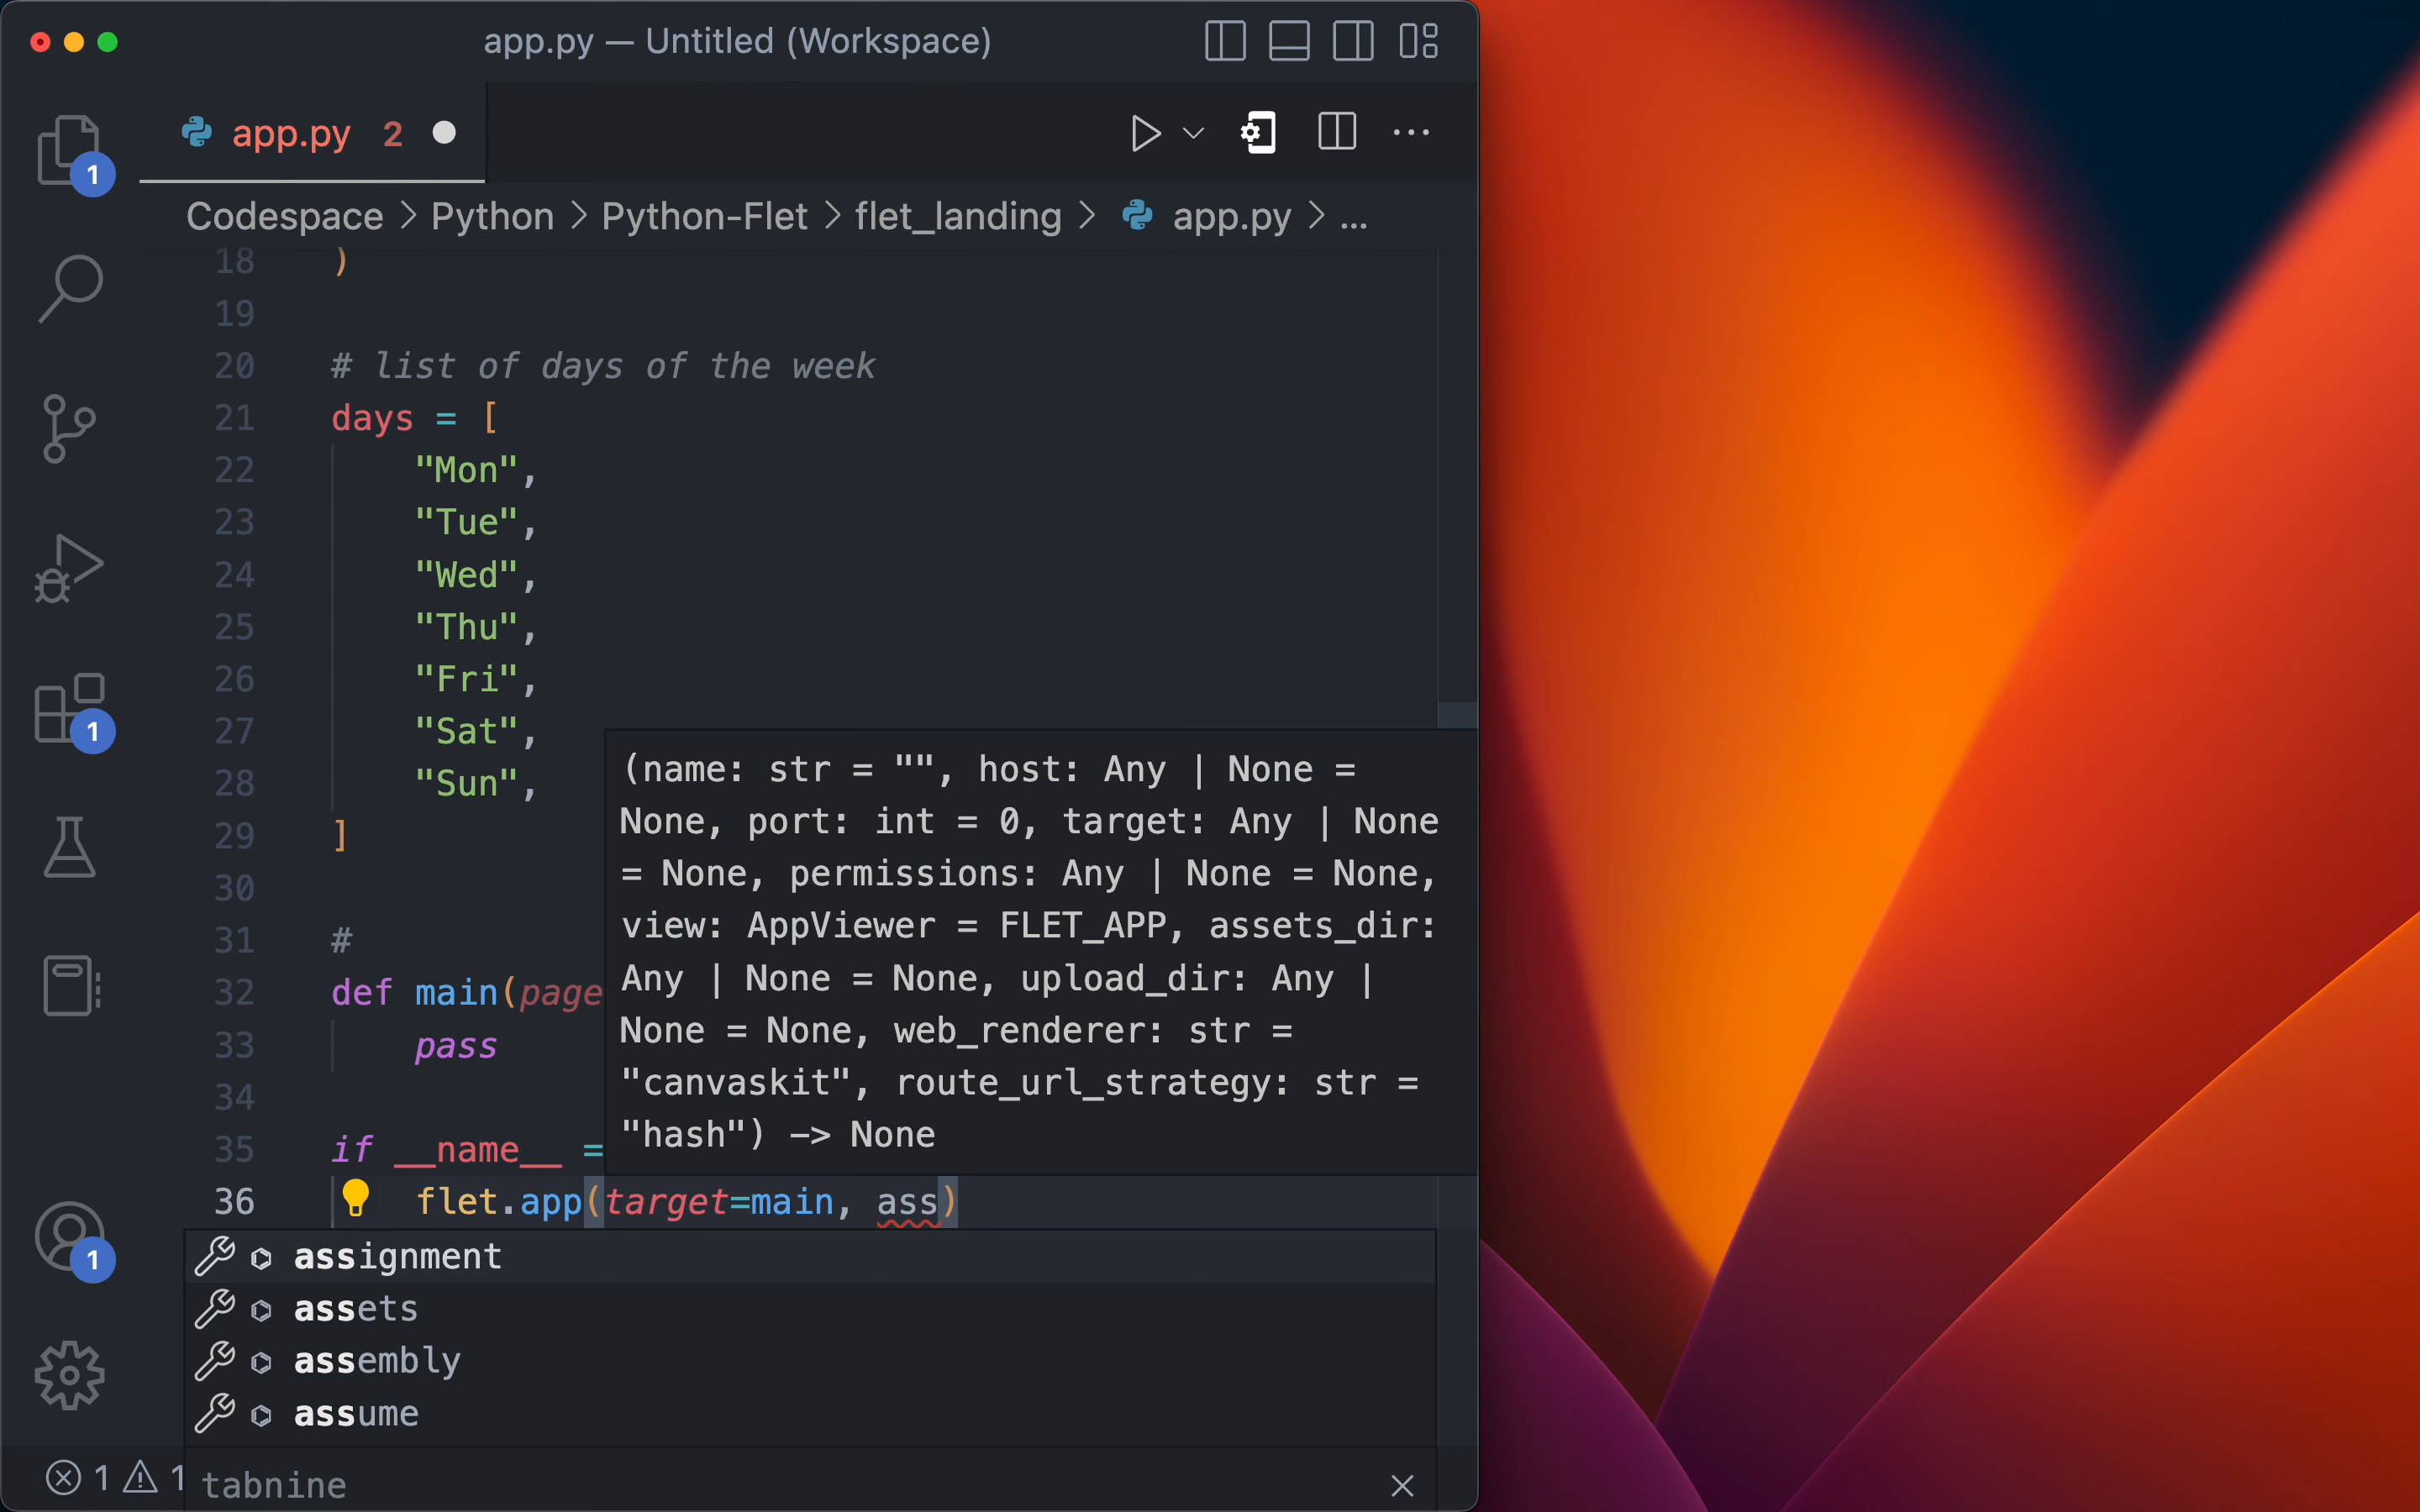 app.py — Untitled (Workspace)
app.py 2
1
Codespace > Python > Python-Flet > flet_landing > app.py > ...
18 )
19
20 # list of days of the week
21 days = [
22 "Mon",
23 "Tue",
24 "Wed",
25 "Thu",
26 "Fri",
27 "Sat",
1
28 "Sun",
29 ]
30
31 #
32 def main(page
33 pass
34
35 if __name__ =
36 flet.app(target=main, ass)
(name: str = "", host: Any | None =
None, port: int = 0, target: Any | None
= None, permissions: Any | None = None,
view: AppViewer = FLET_APP, assets_dir:
Any | None = None, upload_dir: Any |
None = None, web_renderer: str =
"canvaskit", route_url_strategy: str =
"hash") -> None
1
assignment
assets
assembly
assume
1 1
tabnine